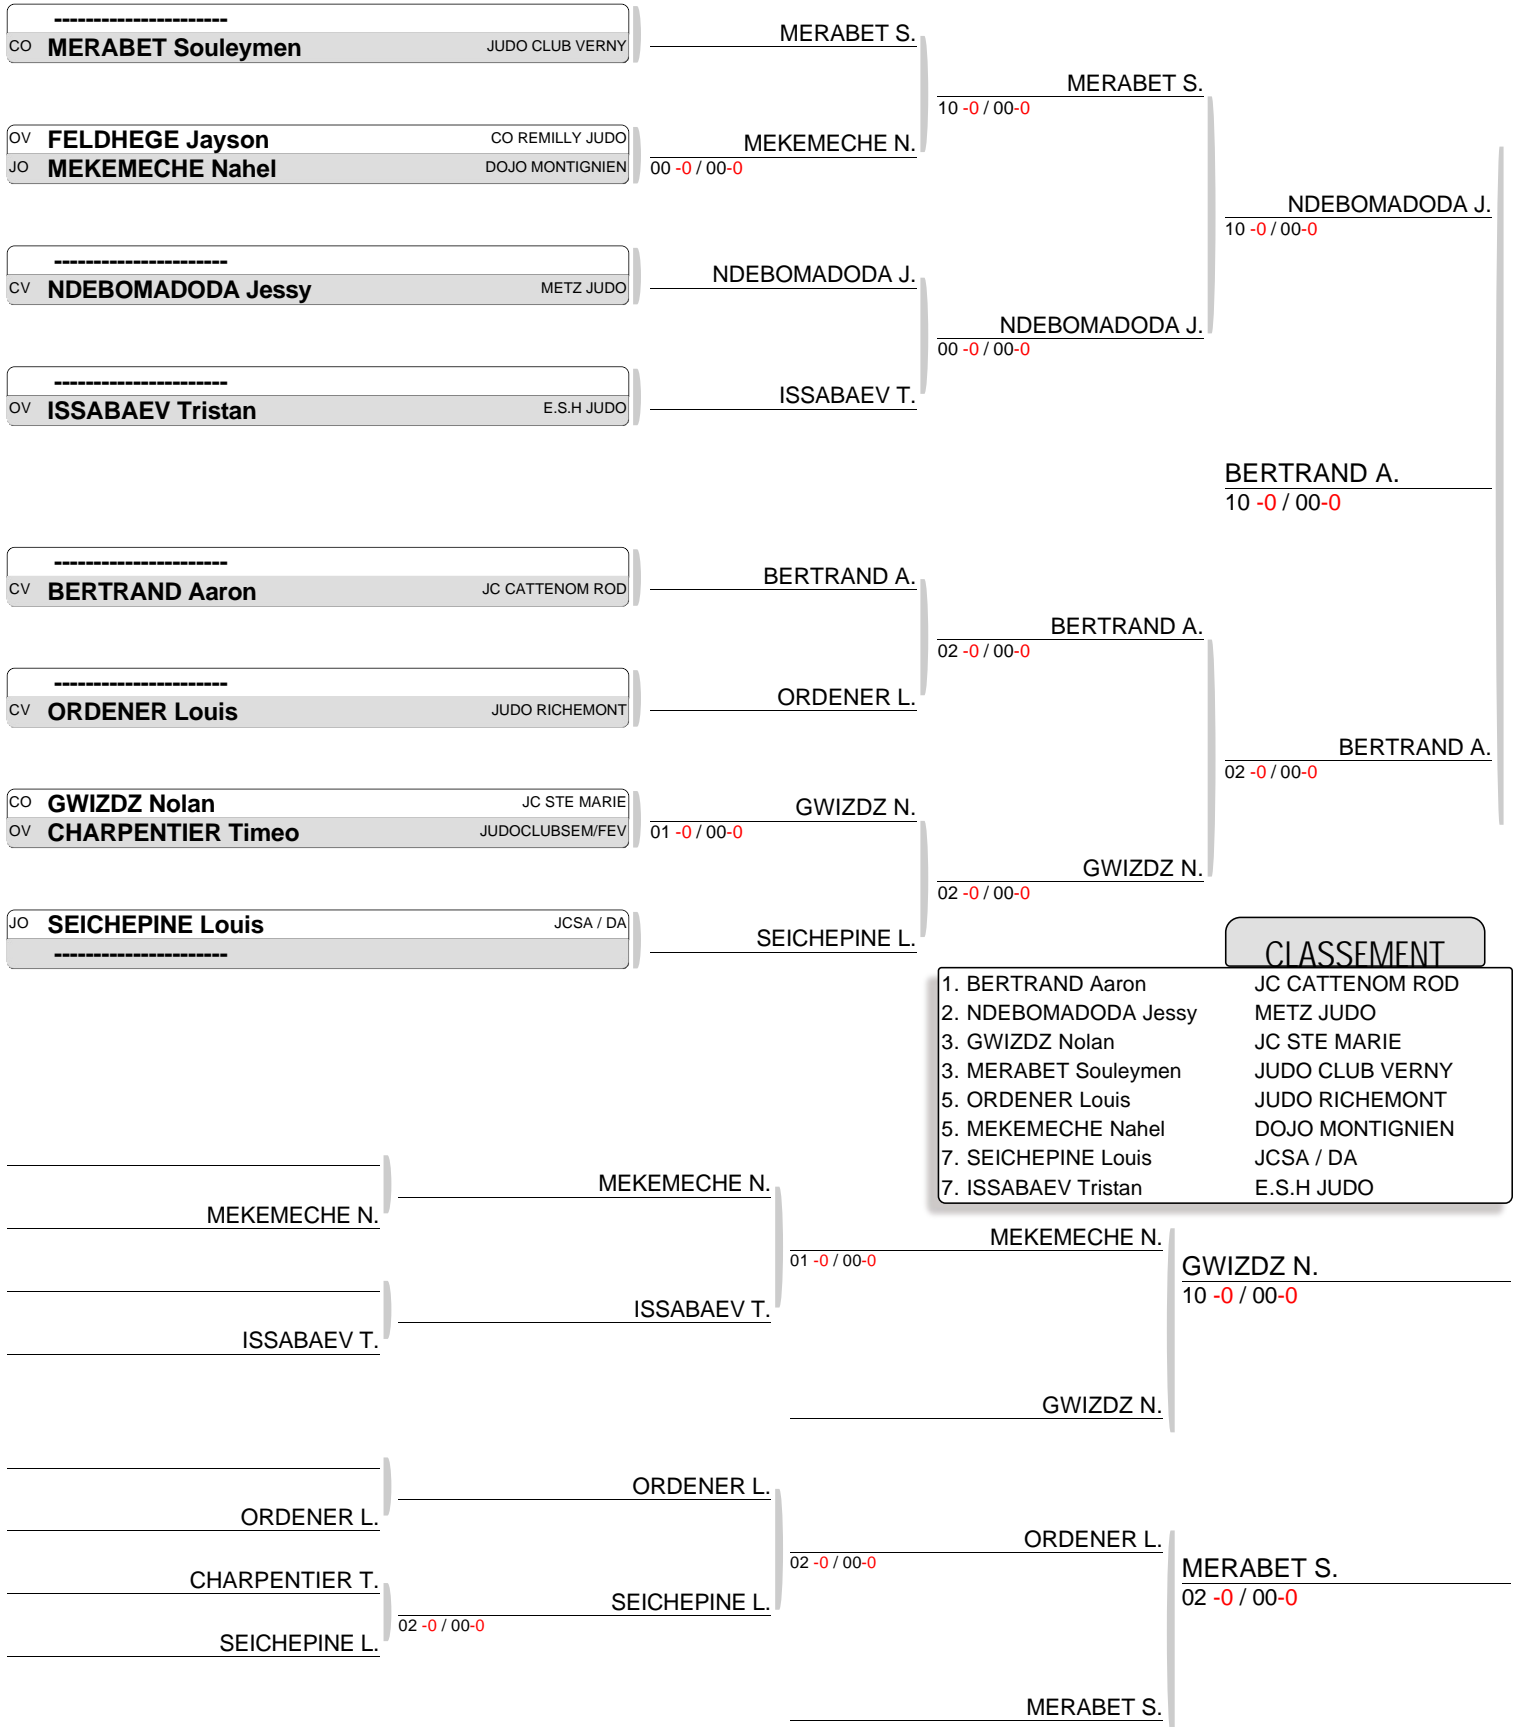 ----------------------
CO MERABET Souleymen JUDO CLUB VERNY
MERABET S.
MERABET S.
10 -0 / 00-0
OV FELDHEGE Jayson CO REMILLY JUDO
JO MEKEMECHE Nahel DOJO MONTIGNIEN
MEKEMECHE N.
00 -0 / 00-0
NDEBOMADODA J.
10 -0 / 00-0
----------------------
CV NDEBOMADODA Jessy METZ JUDO
NDEBOMADODA J.
NDEBOMADODA J.
00 -0 / 00-0
----------------------
OV ISSABAEV Tristan E.S.H JUDO
ISSABAEV T.
BERTRAND A.
10 -0 / 00-0
----------------------
CV BERTRAND Aaron JC CATTENOM ROD
BERTRAND A.
BERTRAND A.
02 -0 / 00-0
----------------------
CV ORDENER Louis JUDO RICHEMONT
ORDENER L.
BERTRAND A.
02 -0 / 00-0
CO GWIZDZ Nolan JC STE MARIE
OV CHARPENTIER Timeo JUDOCLUBSEM/FEV
GWIZDZ N.
01 -0 / 00-0
GWIZDZ N.
02 -0 / 00-0
JO SEICHEPINE Louis JCSA / DA
----------------------
SEICHEPINE L.
CLASSEMENT
1. BERTRAND Aaron JC CATTENOM ROD
2. NDEBOMADODA Jessy METZ JUDO
3. GWIZDZ Nolan JC STE MARIE
3. MERABET Souleymen JUDO CLUB VERNY
5. ORDENER Louis JUDO RICHEMONT
5. MEKEMECHE Nahel DOJO MONTIGNIEN
7. SEICHEPINE Louis JCSA / DA
7. ISSABAEV Tristan E.S.H JUDO
MEKEMECHE N.
MEKEMECHE N.
MEKEMECHE N.
01 -0 / 00-0
GWIZDZ N.
10 -0 / 00-0
ISSABAEV T.
ISSABAEV T.
GWIZDZ N.
ORDENER L.
ORDENER L.
ORDENER L.
02 -0 / 00-0
MERABET S.
02 -0 / 00-0
CHARPENTIER T.
SEICHEPINE L.
02 -0 / 00-0
SEICHEPINE L.
MERABET S.